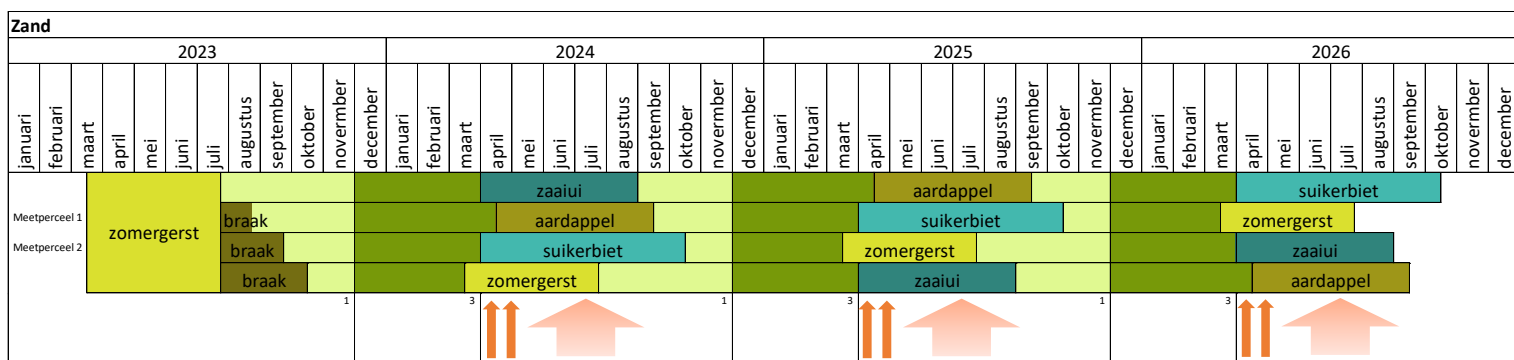 Zand
2023 2024 2025 2026
januari februari maart april mei juni juli augustus september oktober november december januari februari maart april mei juni juli augustus september oktober november december januari februari maart april mei juni juli augustus september oktober november december januari februari maart april mei juni juli augustus september oktober november december
zaaiui aardappel suikerbiet
Meetperceel 1 zomergerst braak aardappel suikerbiet zomergerst
Meetperceel 2 braak suikerbiet zomergerst zaaiui
braak zomergerst zaaiui aardappel
1 3 1 3 1 3